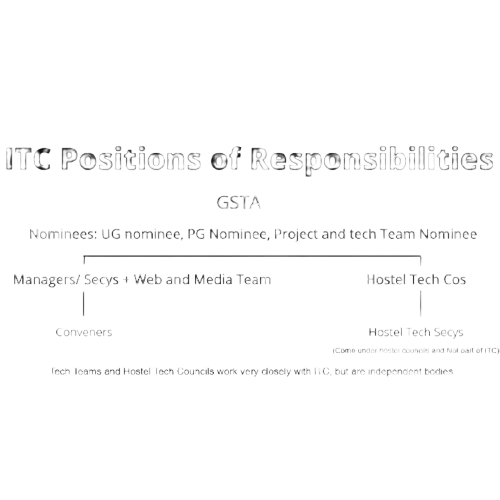 ITC Positions of Responsibilities
GSTA
Nominees: UG nominee, PG Nominee, Project and tech Team Nominee
Managers/ Secys + Web and Media Team
Hostel Tech Cos
Conveners
Hostel Tech Secys
(Come under hostel councils and Not part of ITC)
Tech Teams and Hostel Tech Councils work very closely with ITC, but are independent bodies